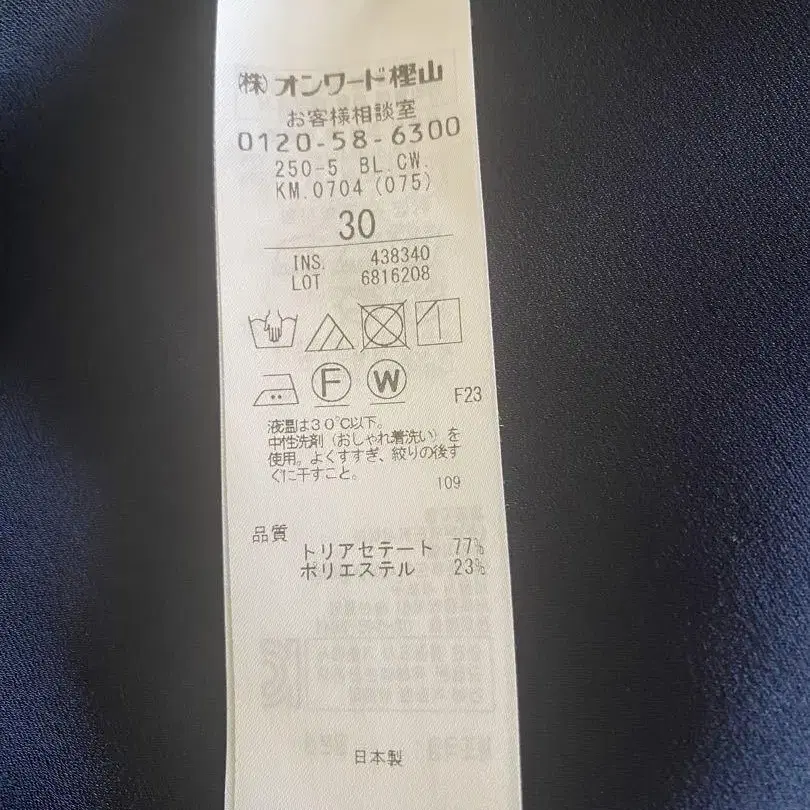 (株)オンワード樫山
お客様相談室
0120-58-6300
250-5 BL.CW.
KM.0704(075)
30
INS. 438340
LOT 6816208
F W
F23
液温は30℃以下。
中性洗剤(おしゃれ着洗い)を
使用。よくすすぎ、絞りの後す
ぐに干すこと。
109
品質
トリアセテート 77%
ポリエステル 23%
日本製